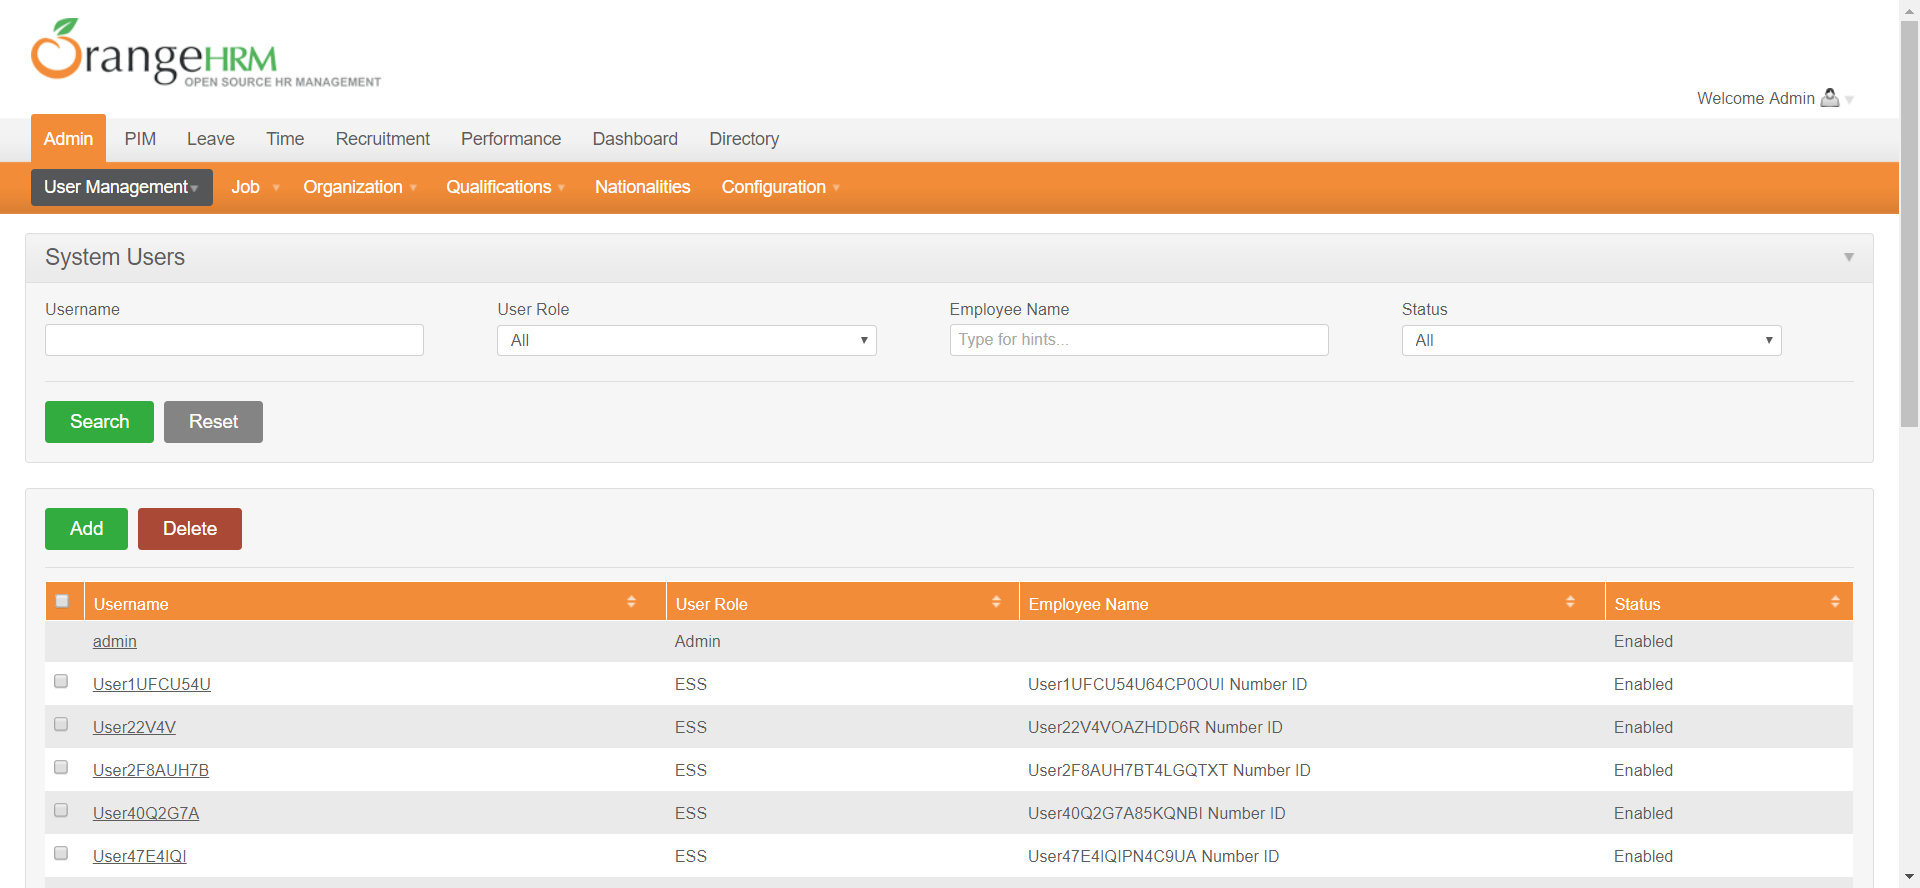 OrangeHRM
OPEN SOURCE HR MANAGEMENT
Welcome Admin
Admin PIM Leave Time Recruitment Performance Dashboard Directory
User Management Job Organization Qualifications Nationalities Configuration
System Users
Username User Role Employee Name Status
All Type for hints... All
Search Reset
Add Delete
Username User Role Employee Name Status
admin Admin Enabled
User1UFCU54U ESS User1UFCU54U64CP0OUI Number ID Enabled
User22V4V ESS User22V4VOAZHDD6R Number ID Enabled
User2F8AUH7B ESS User2F8AUH7BT4LGQTXT Number ID Enabled
User40Q2G7A ESS User40Q2G7A85KQNBI Number ID Enabled
User47E4IQI ESS User47E4IQIPN4C9UA Number ID Enabled